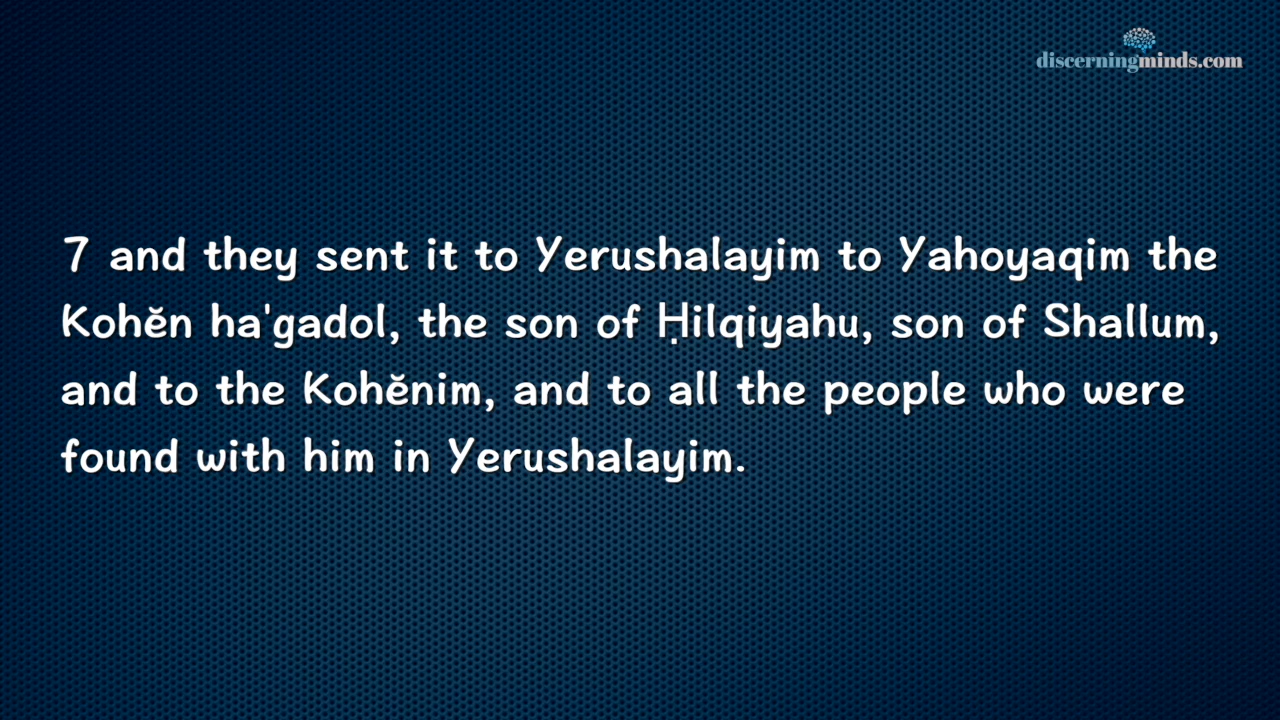 discerningminds.com
7 and they sent it to Yerushalayim to Yahoyaqim the
Kohĕn ha'gadol, the son of Ḥilqiyahu, son of Shallum,
and to the Kohĕnim, and to all the people who were
found with him in Yerushalayim.